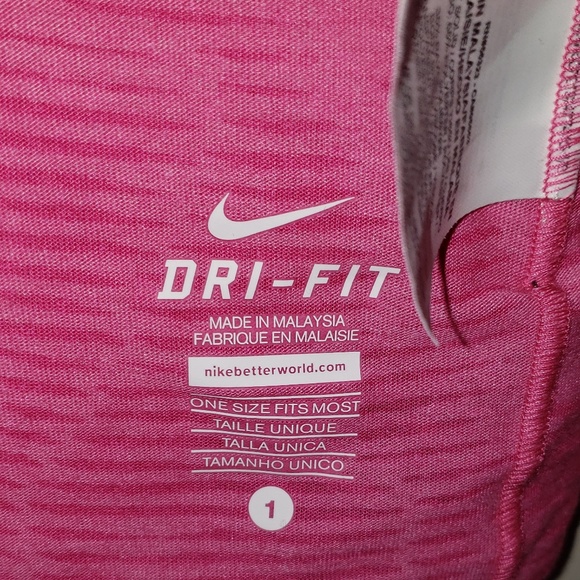 DRI-FIT
MADE IN MALAYSIA
FABRIQUE EN MALAISIE
nikebetterworld.com
ONE SIZE FITS MOST
TAILLE UNIQUE
TALLA UNICA
TAMANHO UNICO
1